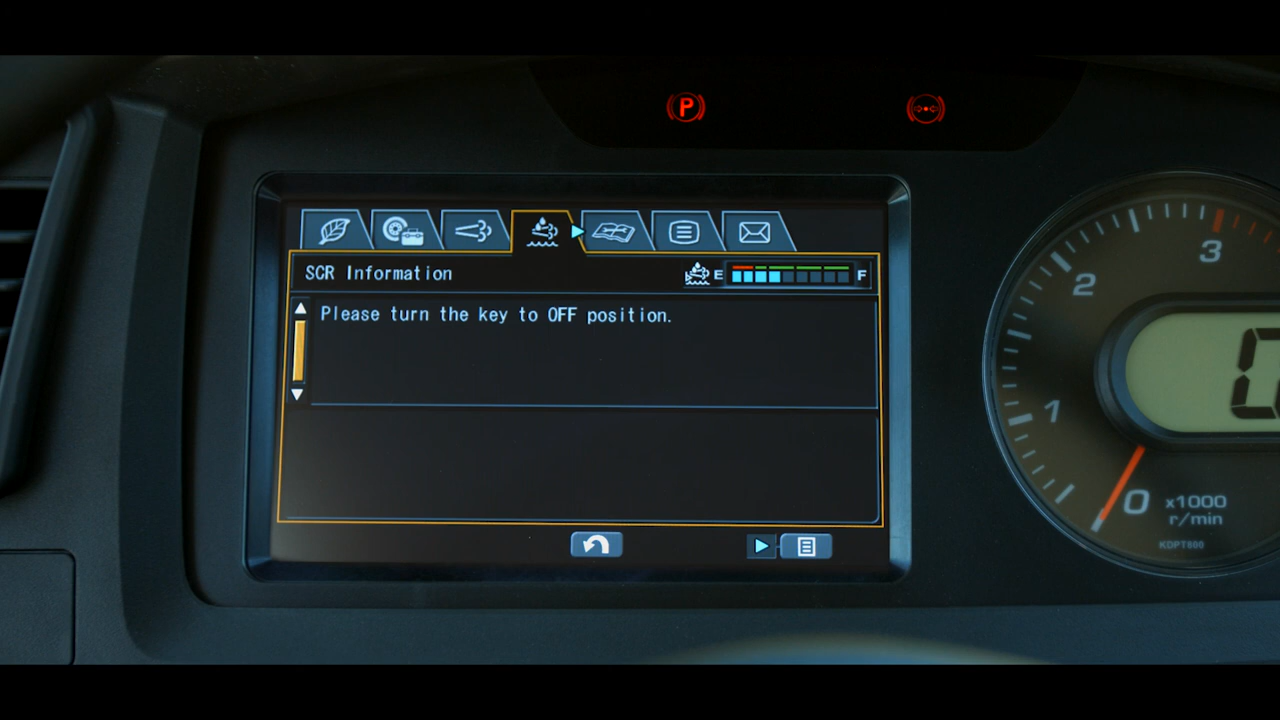 P
SCR Information
E
F
Please turn the key to OFF position.
3
2
1
0
x1000
r/min
KDPT800